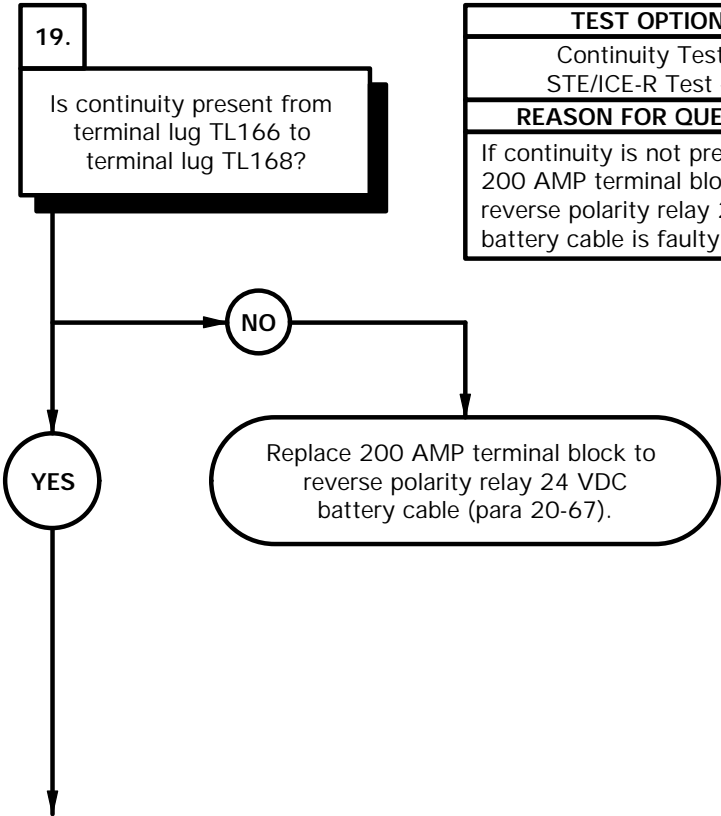 19.
Is continuity present from
terminal lug TL166 to
terminal lug TL168?
TEST OPTION
Continuity Test
STE/ICE-R Test
REASON FOR QUE
If continuity is not pre
200 AMP terminal blo
reverse polarity relay
battery cable is faulty
NO
YES
Replace 200 AMP terminal block to
reverse polarity relay 24 VDC
battery cable (para 20-67).